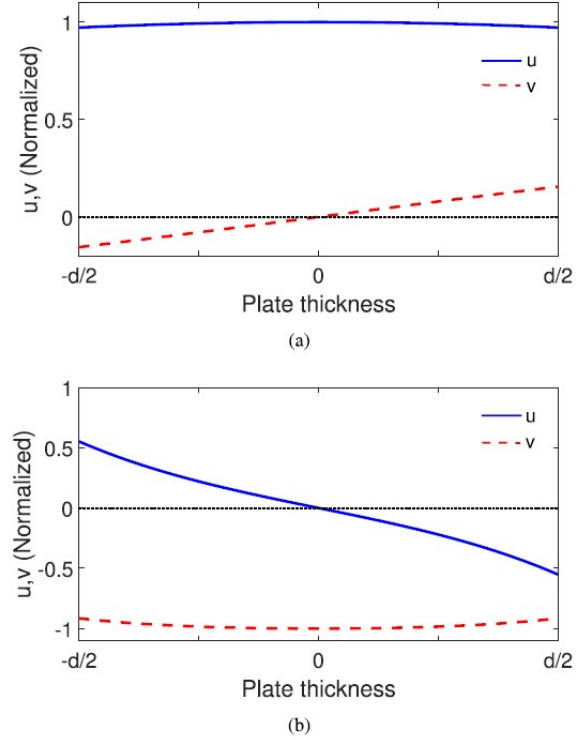 1
u
v
0.5
0
u,v (Normalized)
-d/2
0
d/2
Plate thickness
(a)
1
u
v
0.5
0
-0.5
-1
u,v (Normalized)
-d/2
0
d/2
Plate thickness
(b)